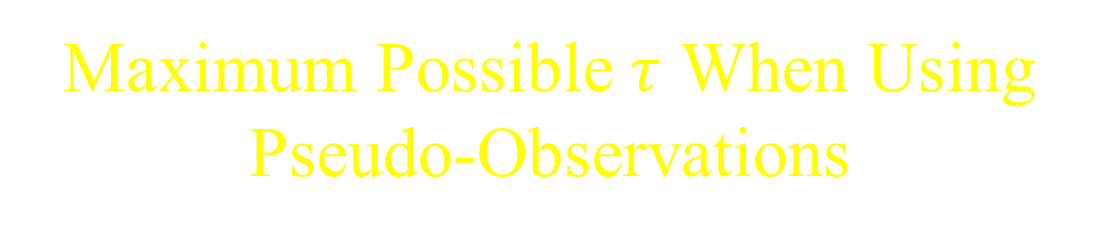 Maximum Possible τ When Using
Pseudo-Observations